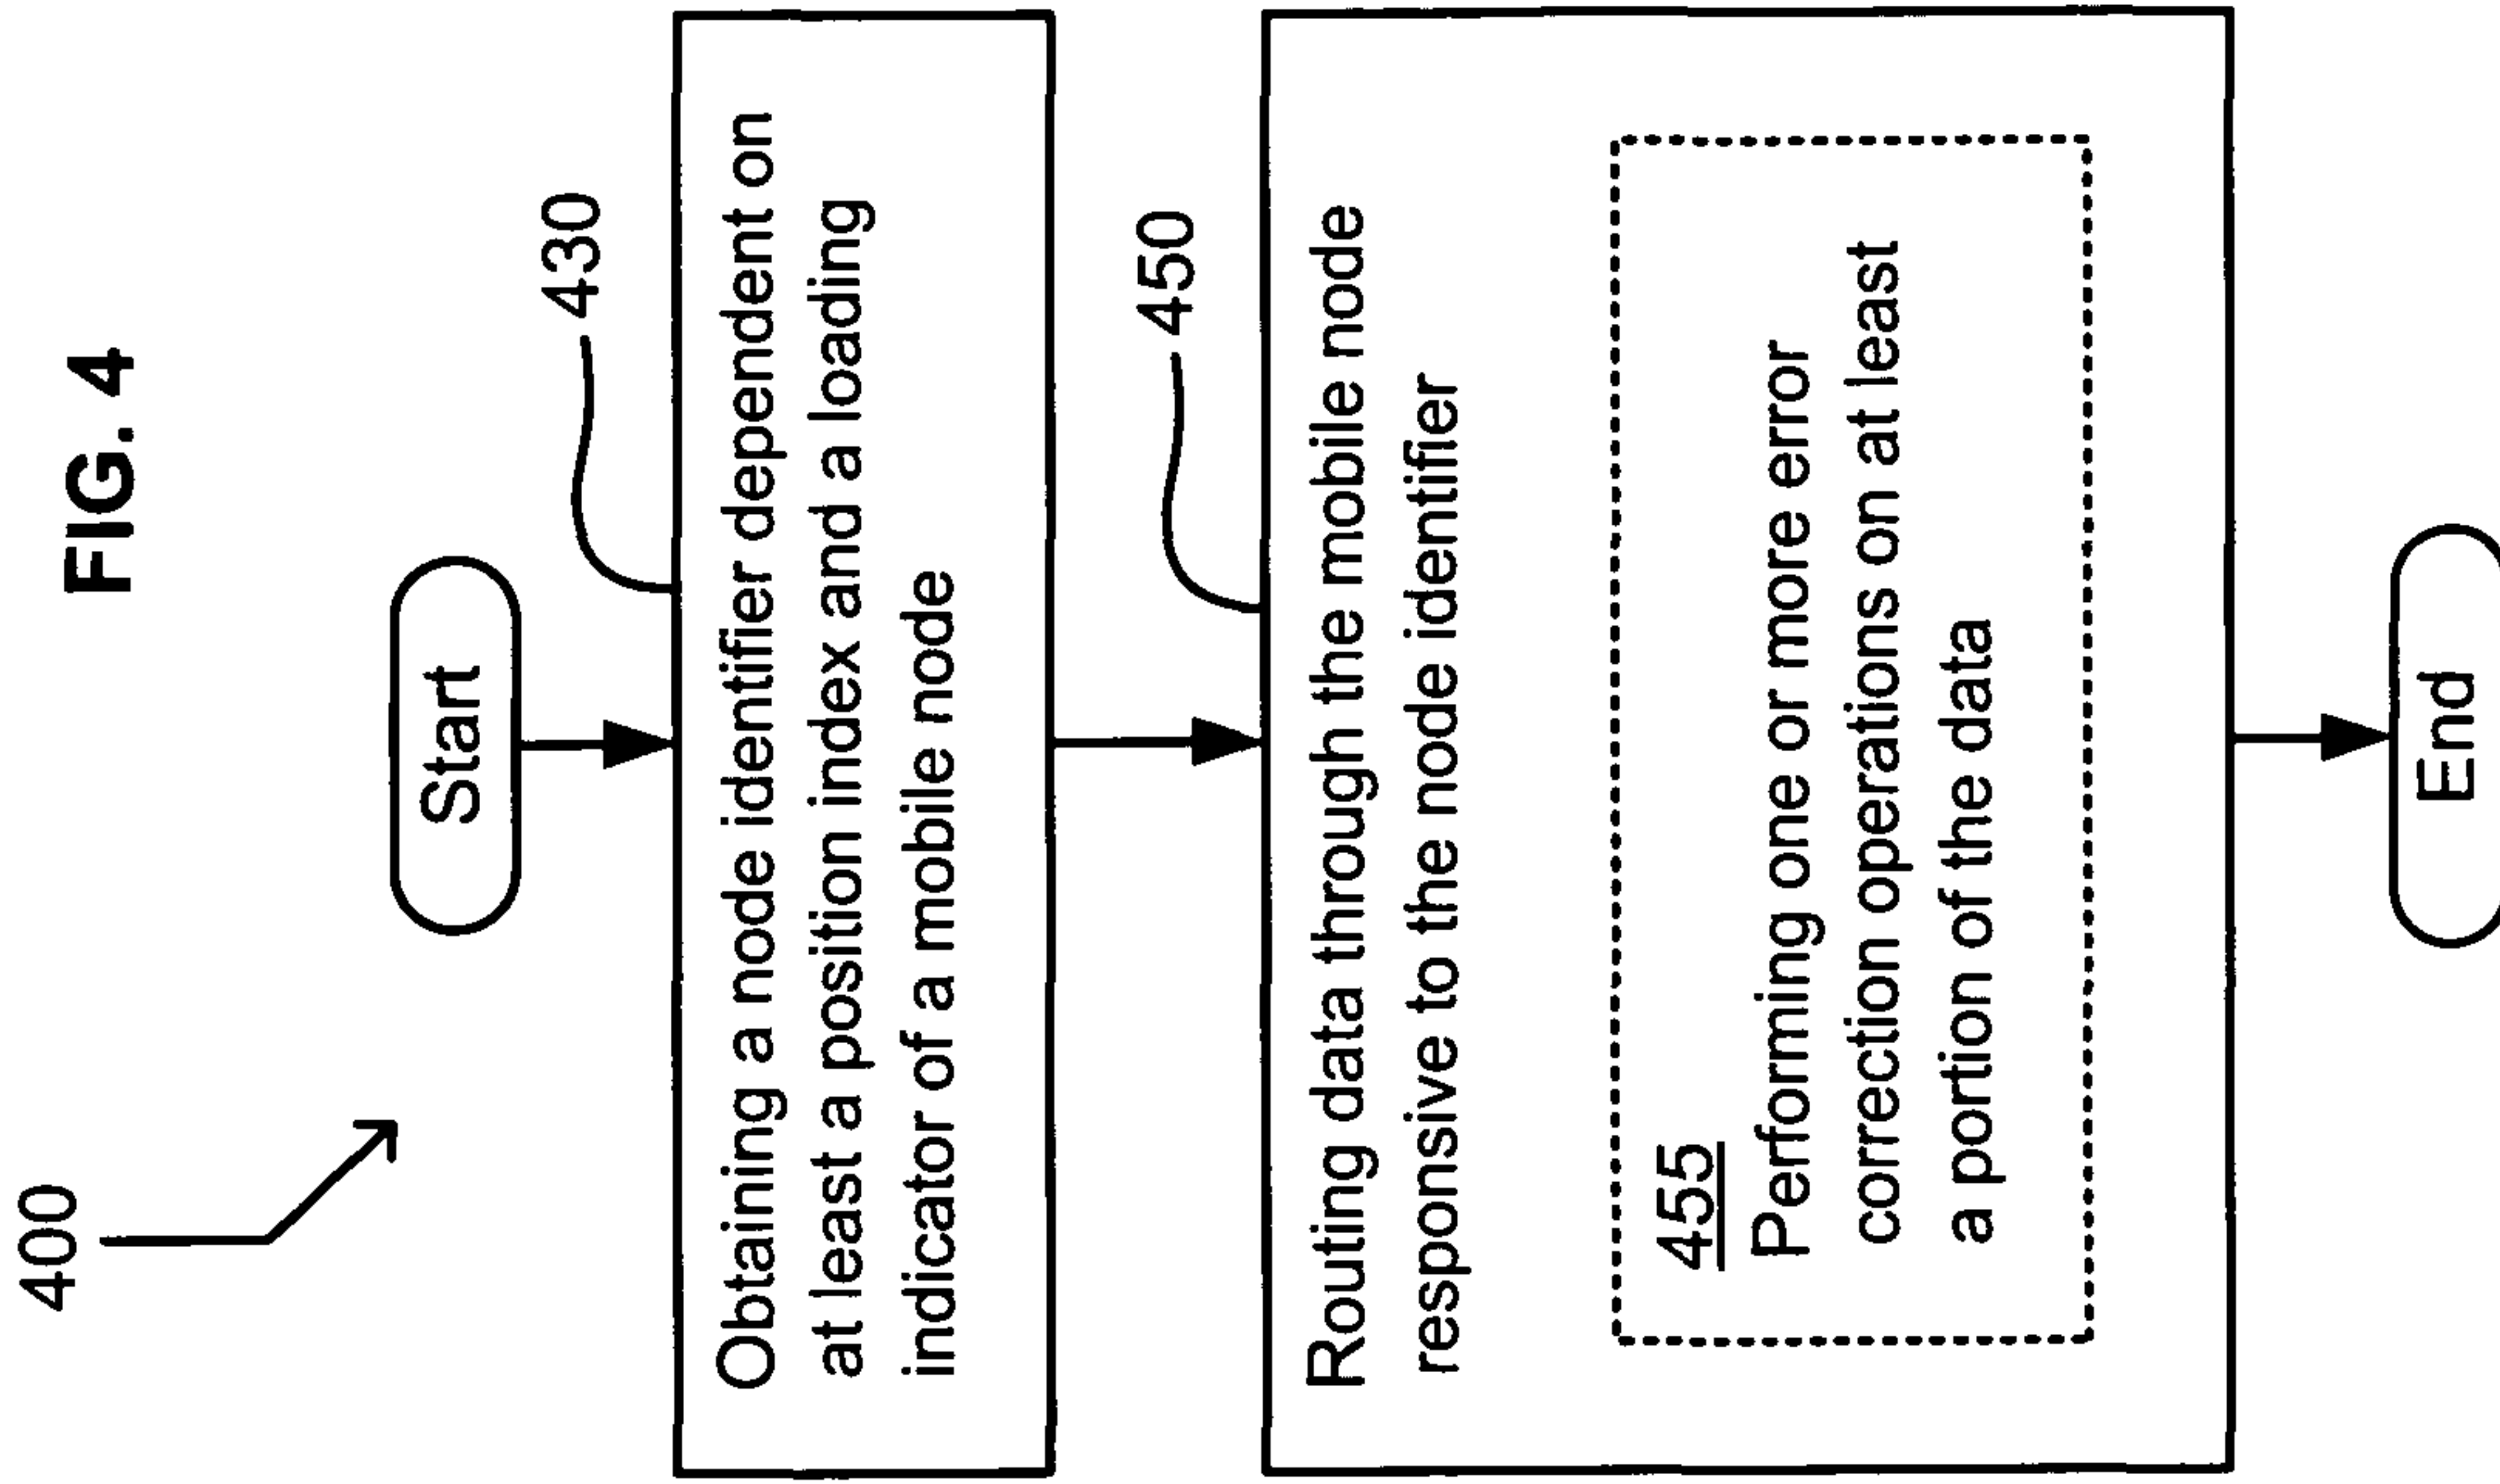 400
FIG. 4
Start
430
Obtaining a node identifier dependent on
at least a position index and a loading
indicator of a mobile node
450
Routing data through the mobile node
responsive to the node identifier
455
Performing one or more error
correction operations on at least
a portion of the data
End